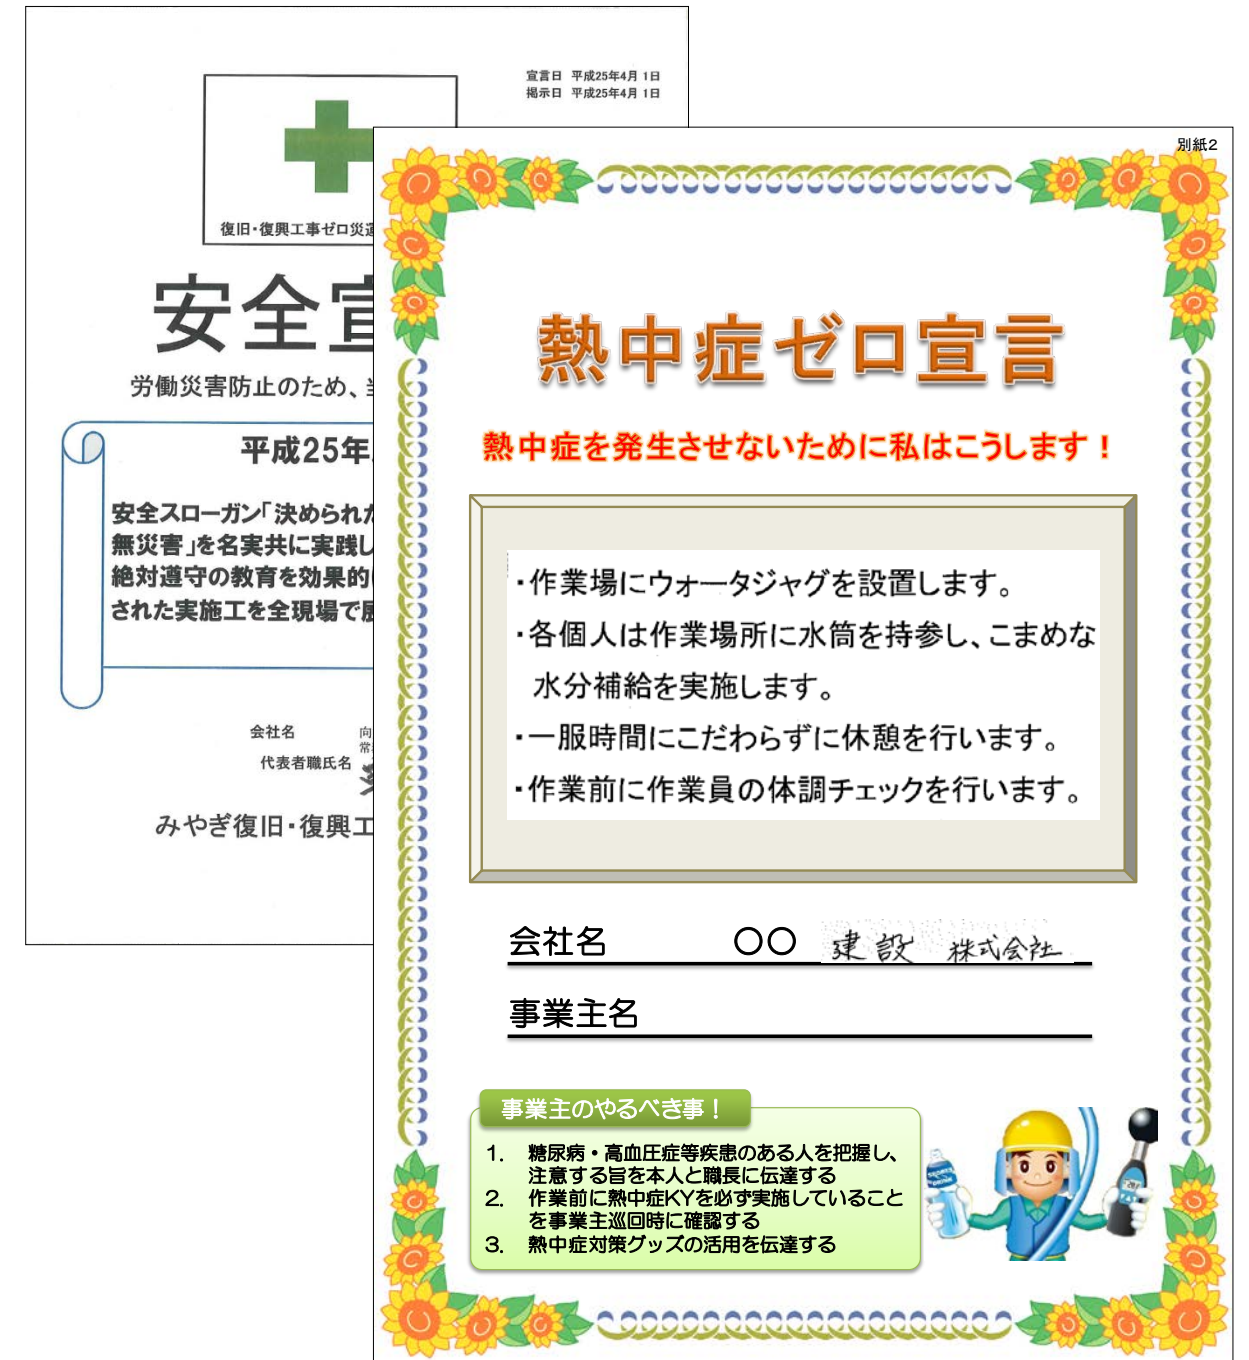 宣言日 平成25年4月1日
掲示日 平成25年4月1日
復旧・復興工事ゼロ災
安全宣
労働災害防止のため、
平成25年
安全スローガン「決められた
無災害」を名実共に実践し
絶対遵守の教育を効果的
された実施工を全現場で展
会社名 向
常
代表者職氏名
みやぎ復旧・復興工
別紙2
熱中症ゼロ宣言
熱中症を発生させないために私はこうします！
・作業場にウォータジャグを設置します。
・各個人は作業場所に水筒を持参し、こまめな
水分補給を実施します。
・一服時間にこだわらずに休憩を行います。
・作業前に作業員の体調チェックを行います。
会社名 〇〇 建設 株式会社
事業主名
事業主のやるべき事！
1. 糖尿病・高血圧症等疾患のある人を把握し、
注意する旨を本人と職長に伝達する
2. 作業前に熱中症KYを必ず実施していること
を事業主巡回時に確認する
3. 熱中症対策グッズの活用を伝達する